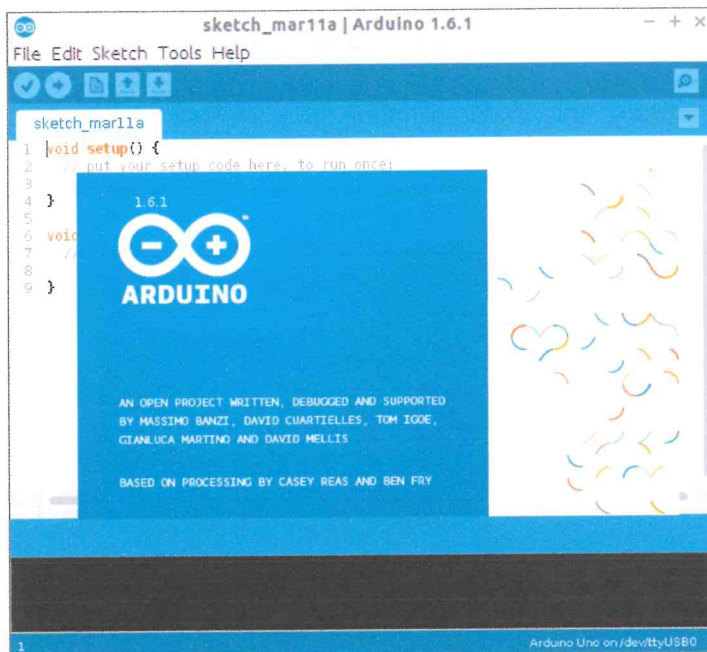 sketch_mar11a | Arduino 1.6.1
File Edit Sketch Tools Help
sketch_mar11a
1 void setup() {
2 // put your setup code here, to run once:
3
4 }
5
6 void
7 //
8
9 }
1.6.1
ARDUINO
AN OPEN PROJECT WRITTEN, DEBUGGED AND SUPPORTED
BY MASSIMO BANZI, DAVID CUARTIELLES, TOM IGOE,
GIANLUCA MARTINO AND DAVID MELLIS
BASED ON PROCESSING BY CASEY REAS AND BEN FRY
1
Arduino Uno on /dev/ttyUSB0